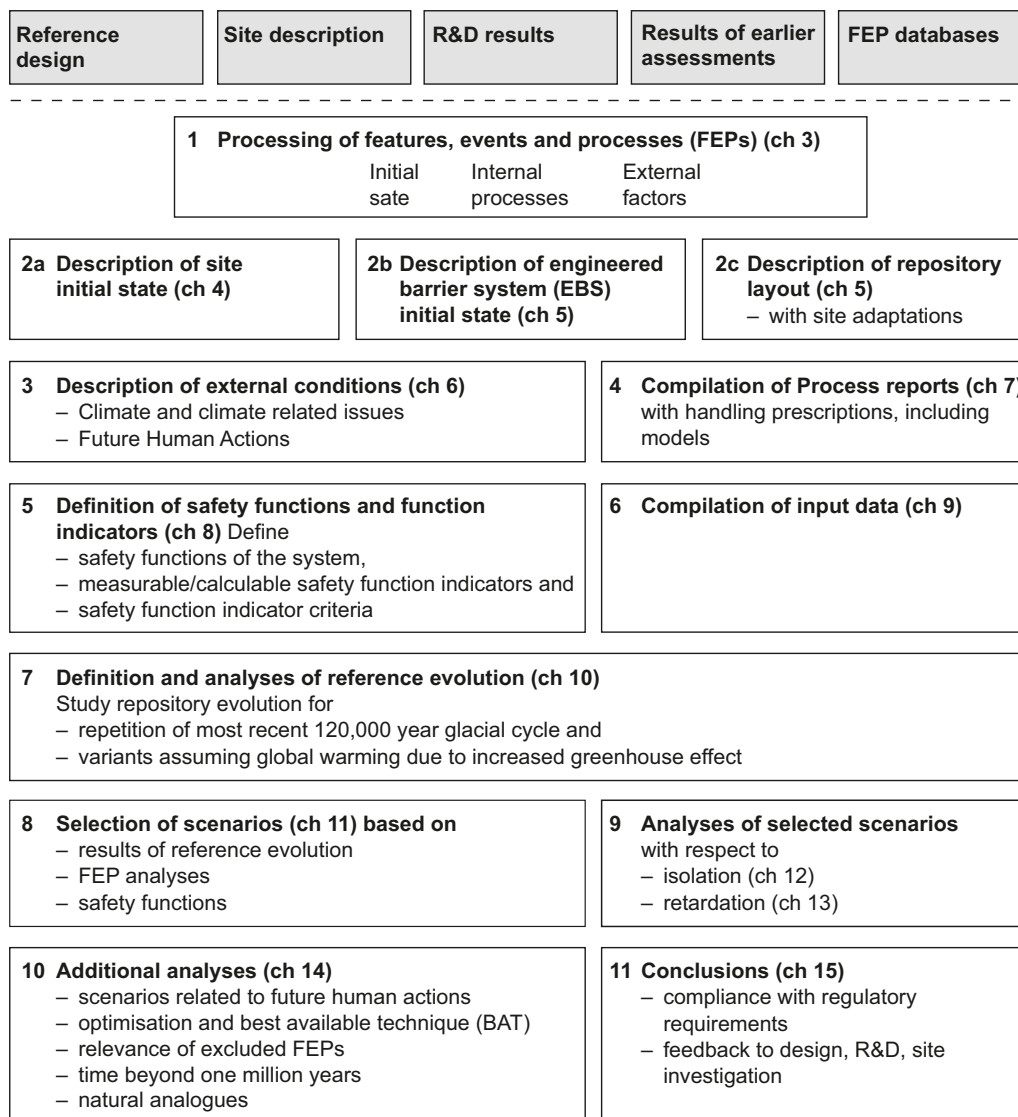 Reference
design
Site description
R&D results
Results of earlier
assessments
FEP databases
1 Processing of features, events and processes (FEPs) (ch 3)
Initial
sate
Internal
processes
External
factors
2a Description of site
initial state (ch 4)
2b Description of engineered
barrier system (EBS)
initial state (ch 5)
2c Description of repository
layout (ch 5)
– with site adaptations
3 Description of external conditions (ch 6)
– Climate and climate related issues
– Future Human Actions
4 Compilation of Process reports (ch 7)
with handling prescriptions, including
models
5 Definition of safety functions and function
indicators (ch 8) Define
– safety functions of the system,
– measurable/calculable safety function indicators and
– safety function indicator criteria
6 Compilation of input data (ch 9)
7 Definition and analyses of reference evolution (ch 10)
Study repository evolution for
– repetition of most recent 120,000 year glacial cycle and
– variants assuming global warming due to increased greenhouse effect
8 Selection of scenarios (ch 11) based on
– results of reference evolution
– FEP analyses
– safety functions
9 Analyses of selected scenarios
with respect to
– isolation (ch 12)
– retardation (ch 13)
10 Additional analyses (ch 14)
– scenarios related to future human actions
– optimisation and best available technique (BAT)
– relevance of excluded FEPs
– time beyond one million years
– natural analogues
11 Conclusions (ch 15)
– compliance with regulatory
requirements
– feedback to design, R&D, site
investigation